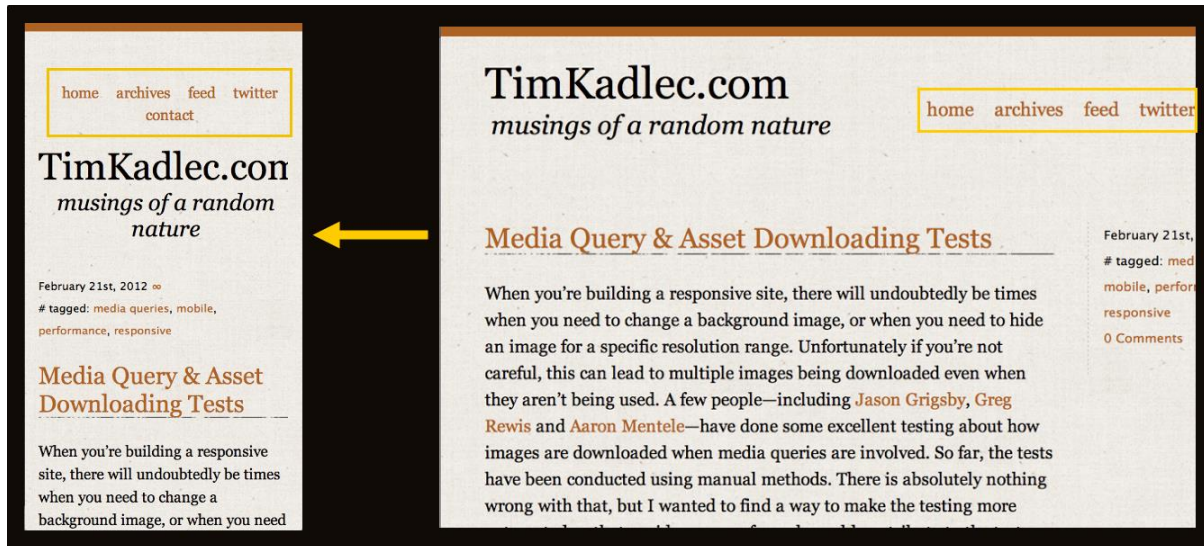 home archives feed twitter
contact
TimKadlec.com
musings of a random
nature
February 21st, 2012 ∞
# tagged: media queries, mobile,
performance, responsive
Media Query & Asset
Downloading Tests
When you're building a responsive
site, there will undoubtedly be times
when you need to change a
background image, or when you need
TimKadlec.com
musings of a random nature
home archives feed twitter
Media Query & Asset Downloading Tests
When you're building a responsive site, there will undoubtedly be times
when you need to change a background image, or when you need to hide
an image for a specific resolution range. Unfortunately if you're not
careful, this can lead to multiple images being downloaded even when
they aren't being used. A few people—including Jason Grigsby, Greg
Rewis and Aaron Mentele—have done some excellent testing about how
images are downloaded when media queries are involved. So far, the tests
have been conducted using manual methods. There is absolutely nothing
wrong with that, but I wanted to find a way to make the testing more
February 21st,
# tagged: med
mobile, perfor
responsive
0 Comments